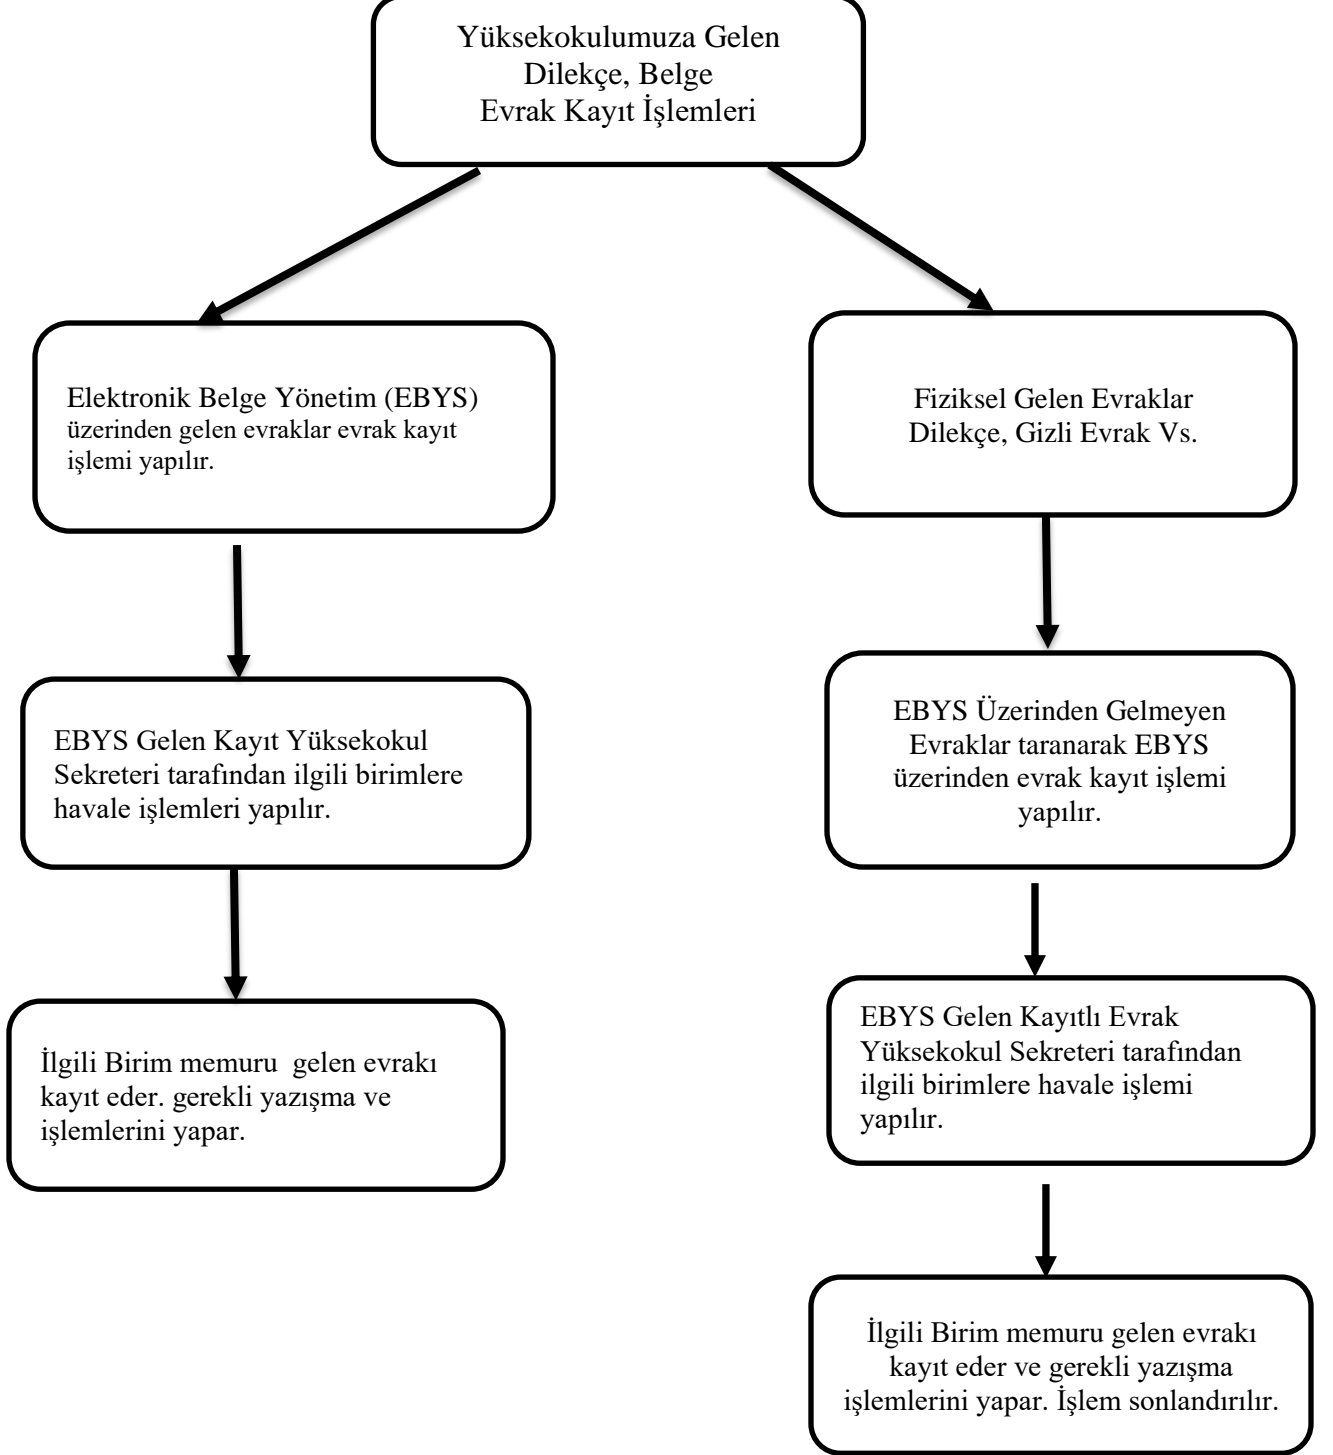 Yüksekokulumuza Gelen
Dilekçe, Belge
Evrak Kayıt İşlemleri
Elektronik Belge Yönetim (EBYS)
üzerinden gelen evraklar evrak kayıt
işlemi yapılır.
Fiziksel Gelen Evraklar
Dilekçe, Gizli Evrak Vs.
EBYS Gelen Kayıt Yüksekokul
Sekreteri tarafından ilgili birimlere
havale işlemleri yapılır.
EBYS Üzerinden Gelmeyen
Evraklar taranarak EBYS
üzerinden evrak kayıt işlemi
yapılır.
İlgili Birim memuru  gelen evrakı
kayıt eder. gerekli yazışma ve
işlemlerini yapar.
EBYS Gelen Kayıtlı Evrak
Yüksekokul Sekreteri tarafından
ilgili birimlere havale işlemi
yapılır.
İlgili Birim memuru gelen evrakı
kayıt eder ve gerekli yazışma
işlemlerini yapar. İşlem sonlandırılır.